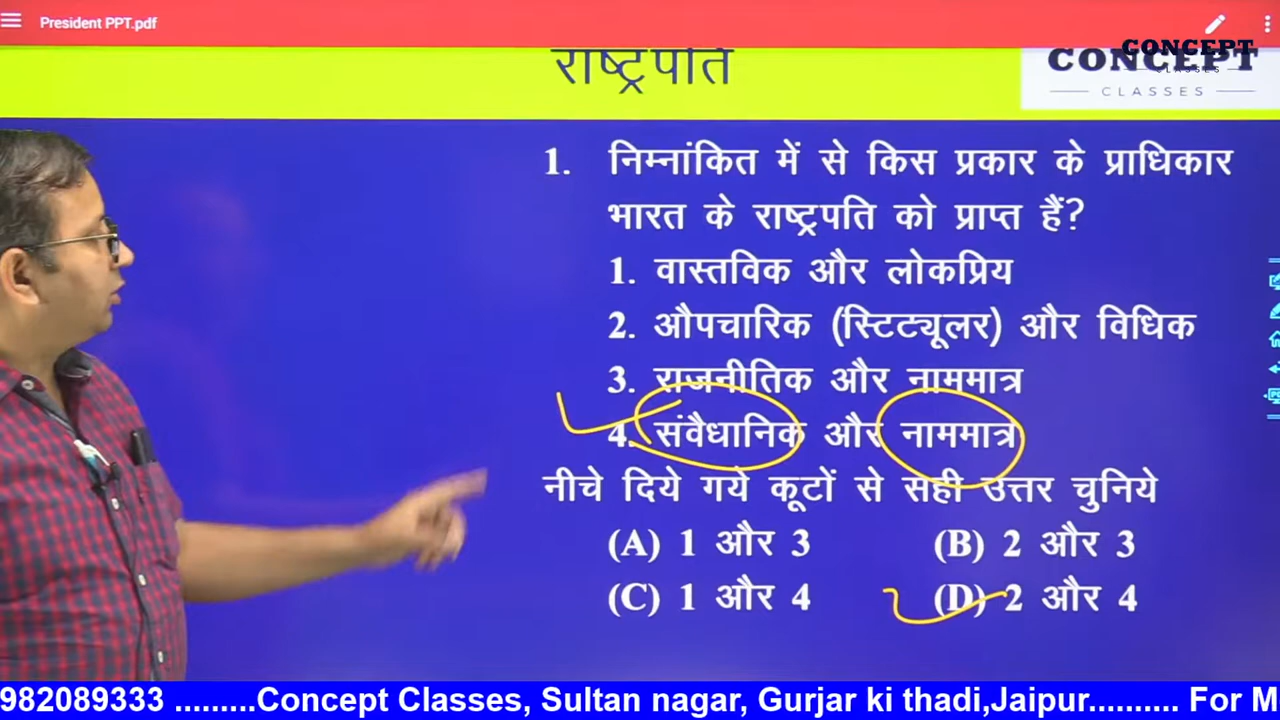 President PPT.pdf
CONCEPT
CLASSES
राष्ट्रपति
CONCEPT
CLASSES
1. निम्नांकित में से किस प्रकार के प्राधिकार
भारत के राष्ट्रपति को प्राप्त हैं?
1. वास्तविक और लोकप्रिय
2. औपचारिक (स्टिट्यूलर) और विधिक
3. राजनीतिक और नाममात्र
4. संवैधानिक और नाममात्र
नीचे दिये गये कूटों से सही उत्तर चुनिये
(A) 1 और 3 (B) 2 और 3
(C) 1 और 4 (D) 2 और 4
982089333 .........Concept Classes, Sultan nagar, Gurjar ki thadi,Jaipur.......... For M